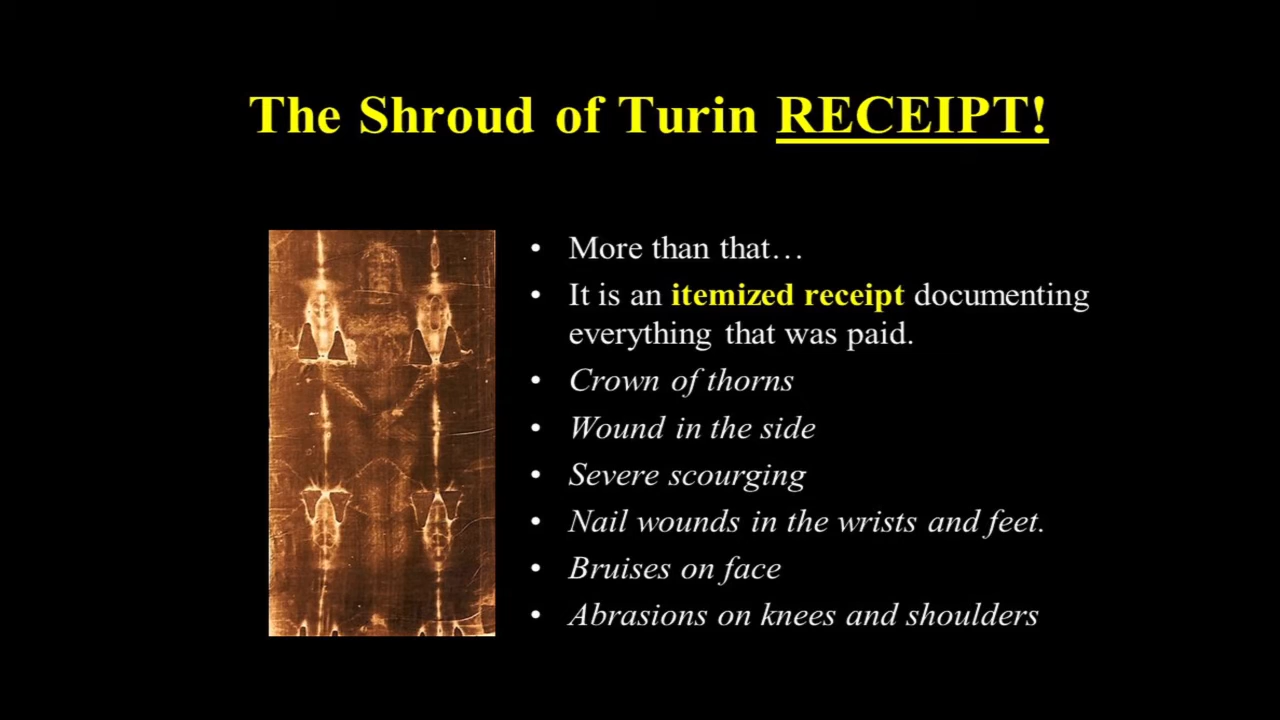 The Shroud of Turin RECEIPT!
• More than that…
• It is an itemized receipt documenting
everything that was paid.
• Crown of thorns
• Wound in the side
• Severe scourging
• Nail wounds in the wrists and feet.
• Bruises on face
• Abrasions on knees and shoulders